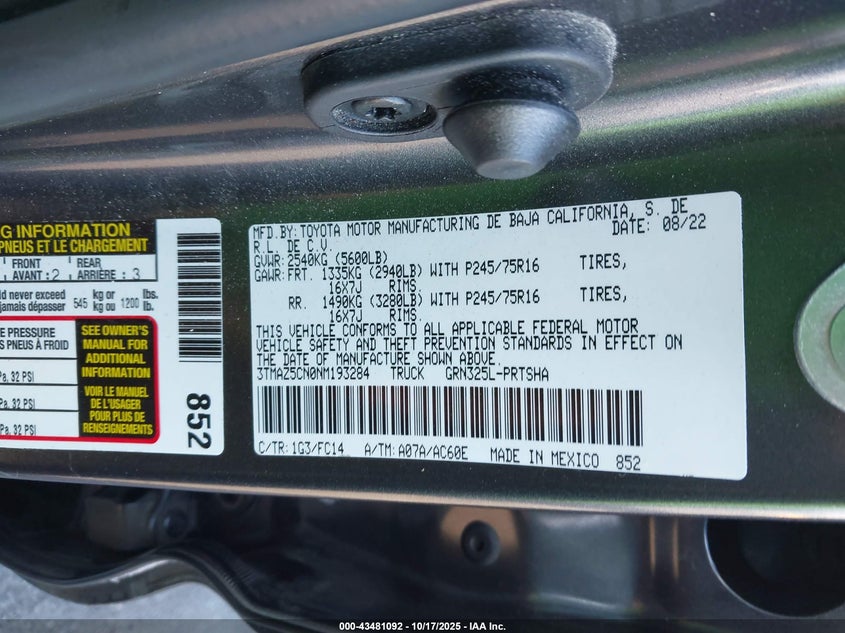 G INFORMATION
PNEUS ET LE CHARGEMENT
FRONT
AVANT : 2
REAR
ARRIÈRE : 3
ld never exceed
jamais dépasser
545 kg or
kg ou 1200 lbs.
lb.
E PRESSURE
S PNEUS À FROID
Pa, 32 PSI
Pa, 32 PSI
Pa, 32 PSI
SEE OWNER'S
MANUAL FOR
ADDITIONAL
INFORMATION
VOIR LE MANUEL
DE L'USAGER
POUR PLUS DE
RENSEIGNEMENTS
852
MFD.BY: TOYOTA MOTOR MANUFACTURING DE BAJA CALIFORNIA, S. DE
R.L. DE C.V. DATE: 08/22
GVWR: 2540KG (5600LB)
GAWR: FRT. 1335KG (2940LB) WITH P245/75R16 TIRES,
16X7J RIMS.
RR. 1490KG (3280LB) WITH P245/75R16 TIRES,
16X7J RIMS.
THIS VEHICLE CONFORMS TO ALL APPLICABLE FEDERAL MOTOR
VEHICLE SAFETY AND THEFT PREVENTION STANDARDS IN EFFECT ON
THE DATE OF MANUFACTURE SHOWN ABOVE.
3TMAZ5CN0NM193284 TRUCK GRN325L-PRTSHA
C/TR: 1G3/FC14 A/TM: A07A/AC60E MADE IN MEXICO 852
000-43481092 - 10/17/2025 - IAA Inc.